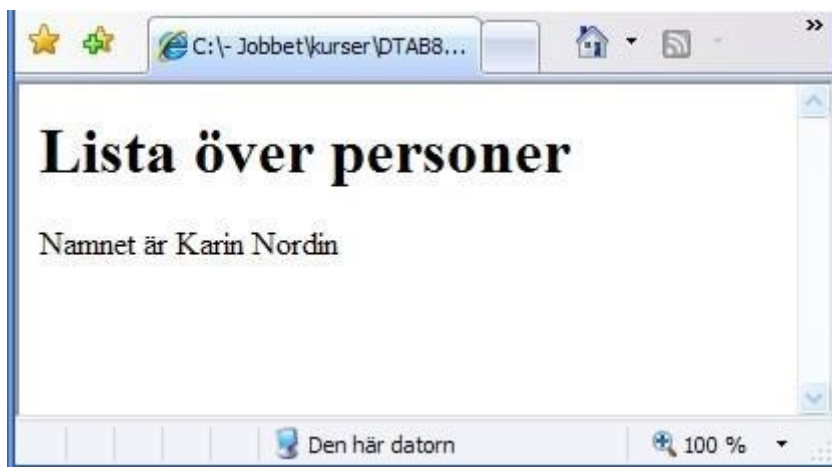 C:\- Jobbet\kurser\DTAB8...
»
Lista över personer
Namnet är Karin Nordin
Den här datorn
100 %